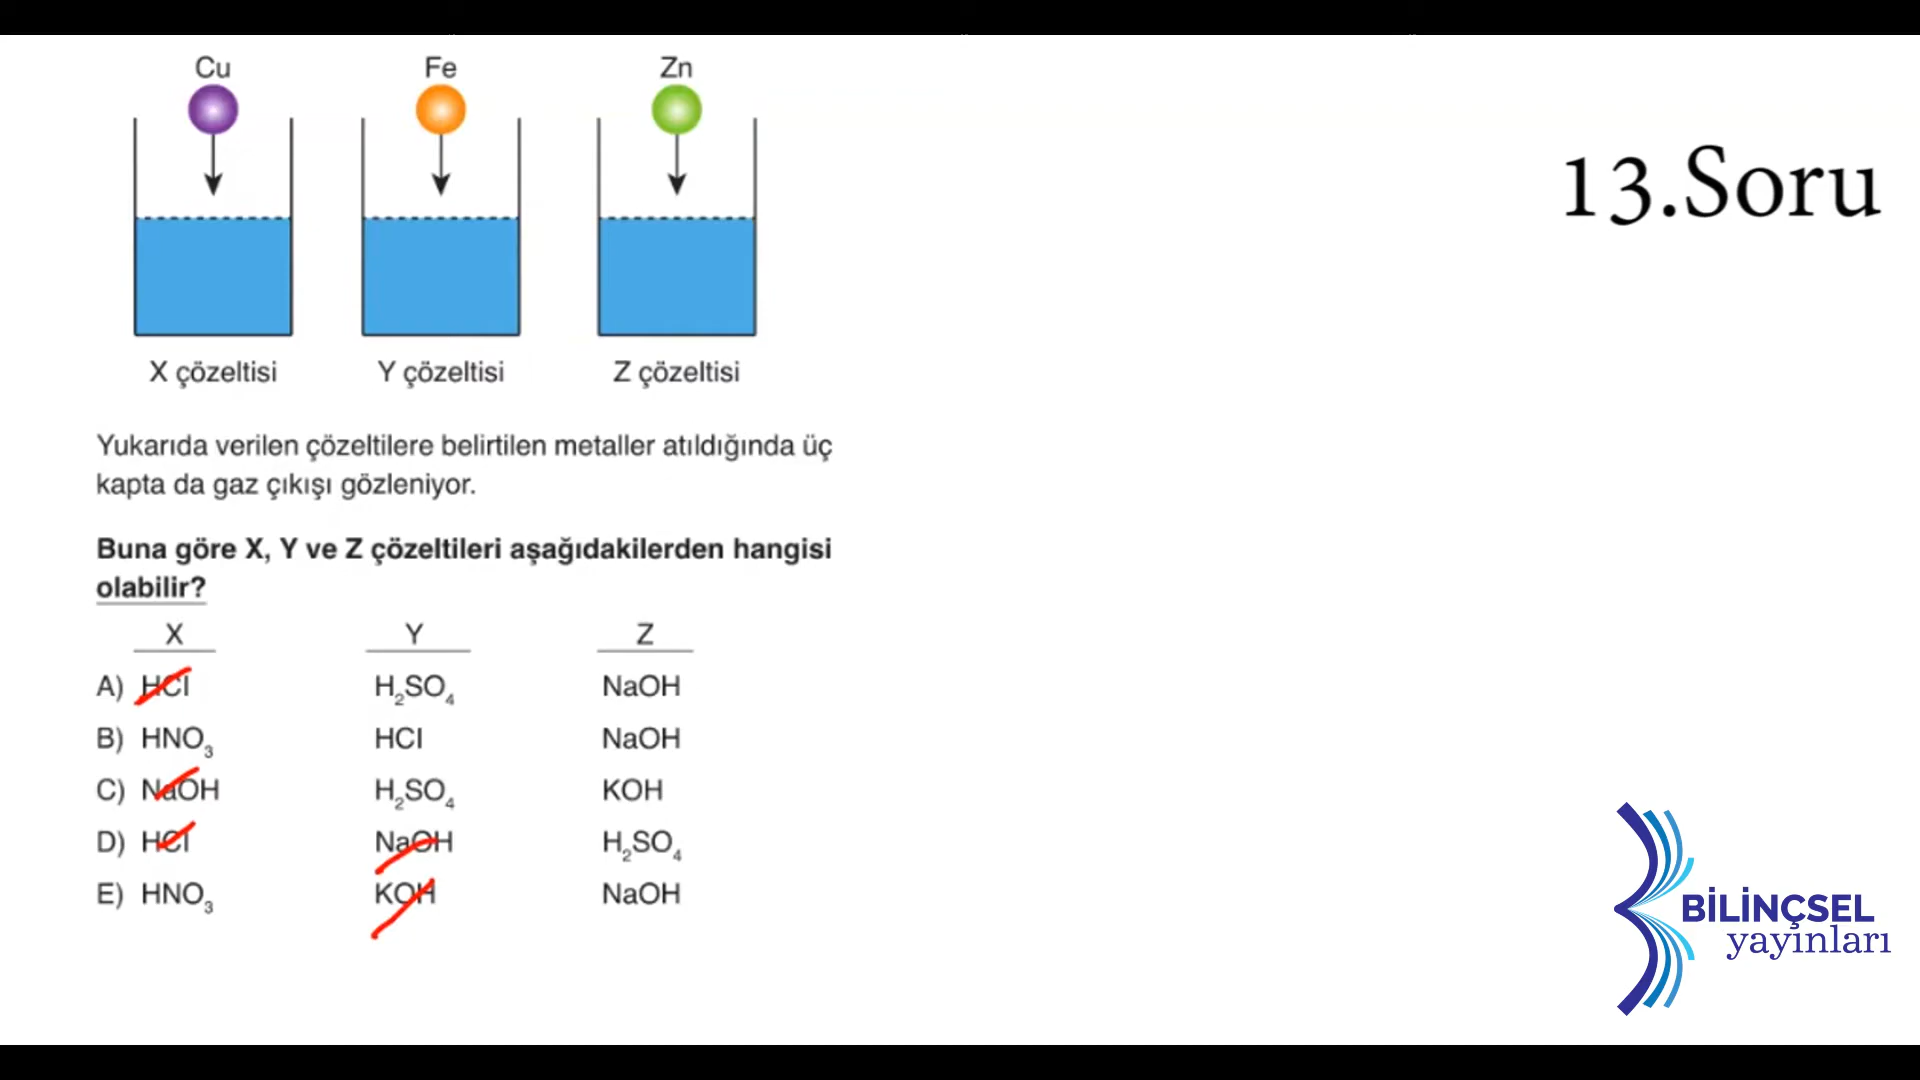 Cu Fe Zn
13.Soru
X çözeltisi Y çözeltisi Z çözeltisi
Yukarıda verilen çözeltilere belirtilen metaller atıldığında üç
kapta da gaz çıkışı gözleniyor.
Buna göre X, Y ve Z çözeltileri aşağıdakilerden hangisi
olabilir?
X Y Z
A) HCl H₂SO₄ NaOH
B) HNO₃ HCl NaOH
C) NaOH H₂SO₄ KOH
D) HCl NaOH H₂SO₄
E) HNO₃ KOH NaOH
BİLİNÇSEL
yayınları